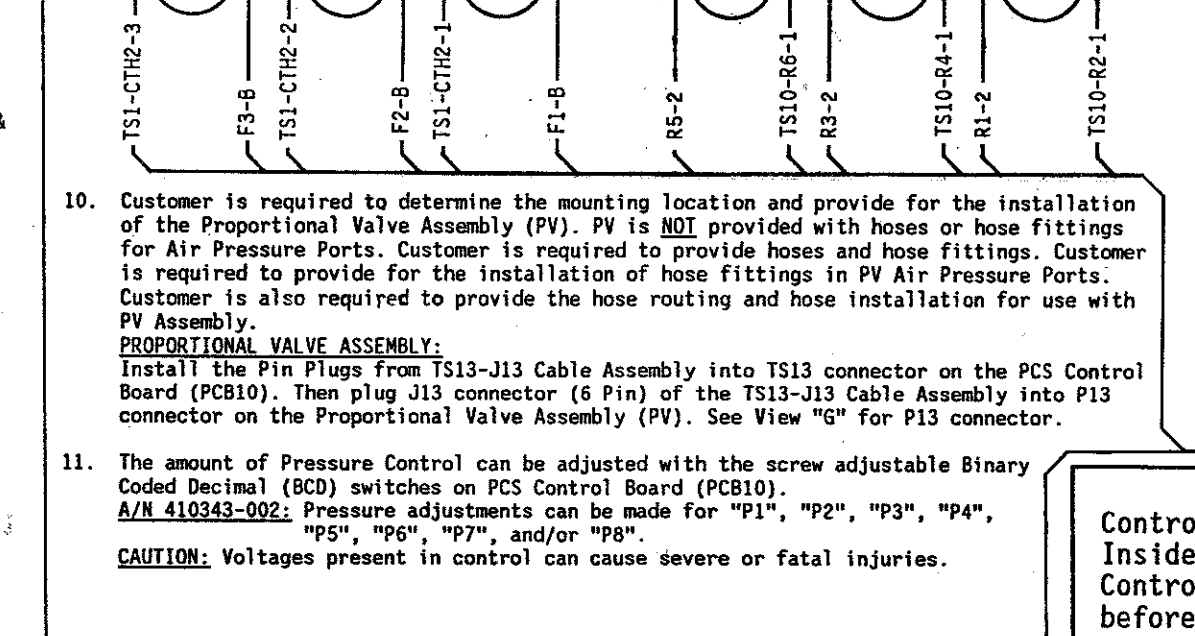 TS1-CTH2-3
F3-B
TS1-CTH2-2
F2-B
TS1-CTH2-1
F1-B
R5-2
TS10-R6-1
R3-2
TS10-R4-1
R1-2
TS10-R2-1
10. Customer is required to determine the mounting location and provide for the installation
of the Proportional Valve Assembly (PV). PV is NOT provided with hoses or hose fittings
for Air Pressure Ports. Customer is required to provide hoses and hose fittings. Customer
is required to provide for the installation of hose fittings in PV Air Pressure Ports.
Customer is also required to provide the hose routing and hose installation for use with
PV Assembly.
PROPORTIONAL VALVE ASSEMBLY:
Install the Pin Plugs from TS13-J13 Cable Assembly into TS13 connector on the PCS Control
Board (PCB10). Then plug J13 connector (6 Pin) of the TS13-J13 Cable Assembly into P13
connector on the Proportional Valve Assembly (PV). See View "G" for P13 connector.
11. The amount of Pressure Control can be adjusted with the screw adjustable Binary
Coded Decimal (BCD) switches on PCS Control Board (PCB10).
A/N 410343-002: Pressure adjustments can be made for "P1", "P2", "P3", "P4",
"P5", "P6", "P7", and/or "P8".
CAUTION: Voltages present in control can cause severe or fatal injuries.
Contro
Inside
Contro
before